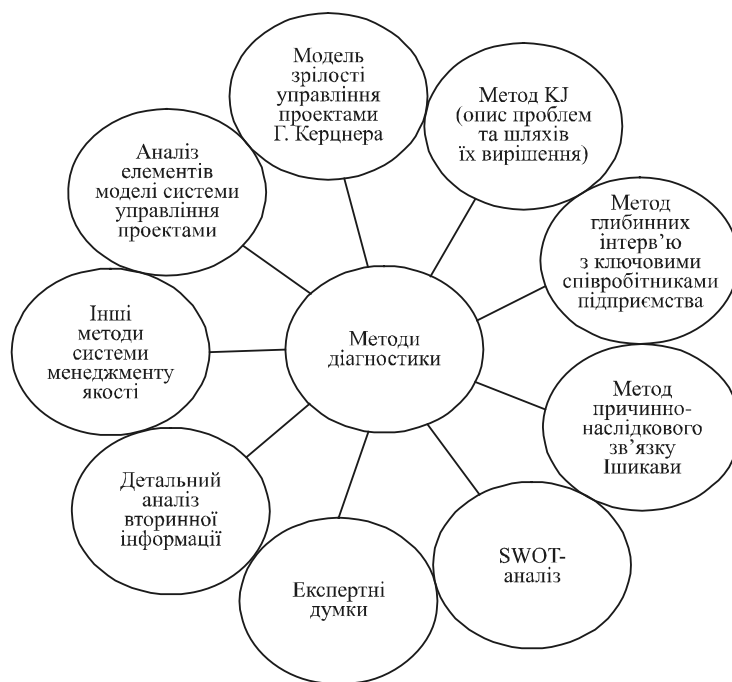 Модель
зрілості
управління
проектами
Г. Керцнера
Метод KJ
(опис проблем
та шляхів
їх вирішення)
Метод
глибинних
інтерв’ю
з ключовими
співробітниками
підприємства
Метод
причинно-
наслідкового
зв’язку
Ішикави
SWOT-
аналіз
Експертні
думки
Детальний
аналіз
вторинної
інформації
Інші
методи
системи
менеджменту
якості
Аналіз
елементів
моделі системи
управління
проектами
Методи
діагностики